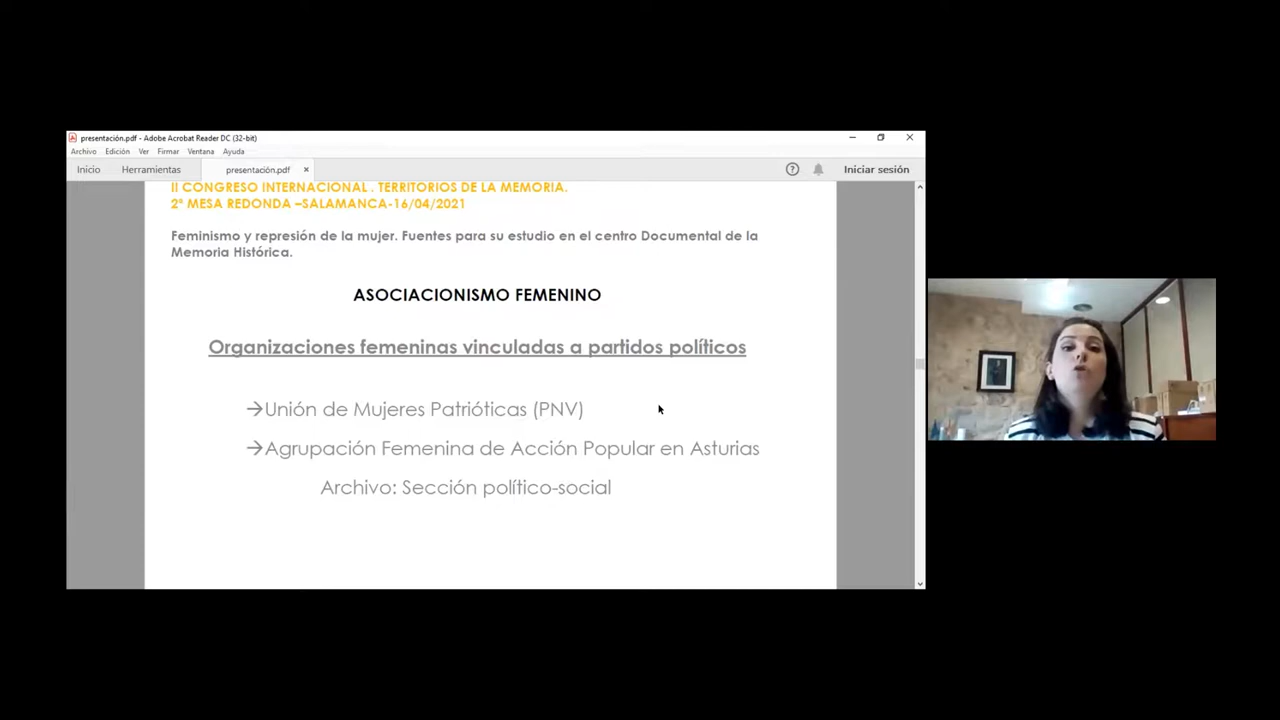 presentación.pdf - Adobe Acrobat Reader DC (32-bit)
Archivo Edición Ver Firmar Ventana Ayuda
Inicio Herramientas presentación.pdf Iniciar sesión
II CONGRESO INTERNACIONAL . TERRITORIOS DE LA MEMORIA.
2ª MESA REDONDA –SALAMANCA-16/04/2021
Feminismo y represión de la mujer. Fuentes para su estudio en el centro Documental de la
Memoria Histórica.
ASOCIACIONISMO FEMENINO
Organizaciones femeninas vinculadas a partidos políticos
→Unión de Mujeres Patrióticas (PNV)
→Agrupación Femenina de Acción Popular en Asturias
Archivo: Sección político-social